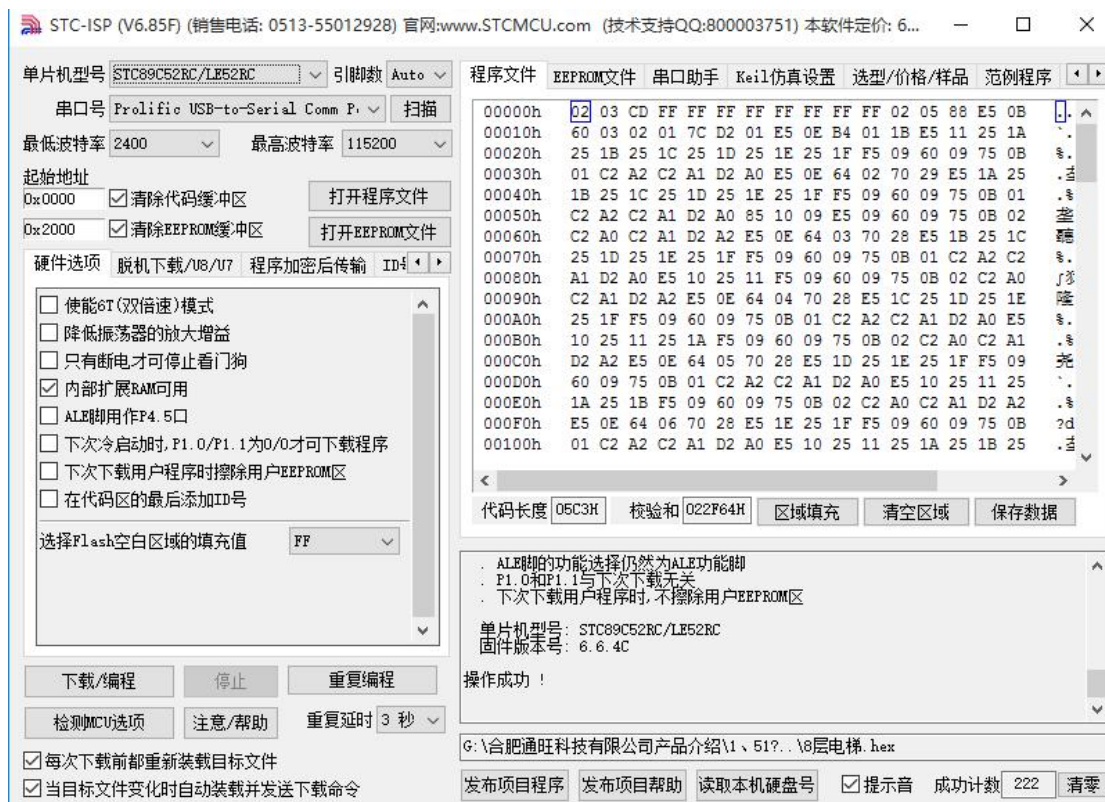 STC-ISP (V6.85F) (销售电话: 0513-55012928) 官网:www.STCMCU.com (技术支持QQ:800003751) 本软件定价: 6...
单片机型号 STC89C52RC/LE52RC 引脚数 Auto
串口号 Prolific USB-to-Serial Comm 扫描
最低波特率 2400 最高波特率 115200
起始地址
0x0000 清除代码缓冲区 打开程序文件
0x2000 清除EEPROM缓冲区 打开EEPROM文件
硬件选项 脱机下载/U8/U7 程序加密后传输
使能6T(双倍速)模式
降低振荡器的放大增益
只有断电才可停止看门狗
内部扩展RAM可用
ALE脚用作P4.5口
下次冷启动时,P1.0/P1.1为0/0才可下载程序
下次下载用户程序时擦除用户EEPROM区
在代码区的最后添加ID号
选择Flash空白区域的填充值 FF
下载/编程 停止 重复编程
检测MCU选项 注意/帮助 重复延时 3 秒
每次下载前都重新装载目标文件
当目标文件变化时自动装载并发送下载命令
程序文件 EEPROM文件 串口助手 Keil仿真设置 选型/价格/样品 范例程序
00000h 02 03 CD FF FF FF FF FF FF FF FF 02 05 88 E5 0B
00010h 60 03 02 01 7C D2 01 E5 0E B4 01 1B E5 11 25 1A
00020h 25 1B 25 1C 25 1D 25 1E 25 1F F5 09 60 09 75 0B
00030h 01 C2 A2 C2 A1 D2 A0 E5 0E 64 02 70 29 E5 1A 25
00040h 1B 25 1C 25 1D 25 1E 25 1F F5 09 60 09 75 0B 01
00050h C2 A2 C2 A1 D2 A0 85 10 09 E5 09 60 09 75 0B 02
00060h C2 A0 C2 A1 D2 A2 E5 0E 64 03 70 28 E5 1B 25 1C
00070h 25 1D 25 1E 25 1F F5 09 60 09 75 0B 01 C2 A2 C2
00080h A1 D2 A0 E5 10 25 11 F5 09 60 09 75 0B 02 C2 A0
00090h C2 A1 D2 A2 E5 0E 64 04 70 28 E5 1C 25 1D 25 1E
000A0h 25 1F F5 09 60 09 75 0B 01 C2 A2 C2 A1 D2 A0 E5
000B0h 10 25 11 25 1A F5 09 60 09 75 0B 02 C2 A0 C2 A1
000C0h D2 A2 E5 0E 64 05 70 28 E5 1D 25 1E 25 1F F5 09
000D0h 60 09 75 0B 01 C2 A2 C2 A1 D2 A0 E5 10 25 11 25
000E0h 1A 25 1B F5 09 60 09 75 0B 02 C2 A0 C2 A1 D2 A2
000F0h E5 0E 64 06 70 28 E5 1E 25 1F F5 09 60 09 75 0B
00100h 01 C2 A2 C2 A1 D2 A0 E5 10 25 11 25 1A 25 1B 25
代码长度 05C3H 校验和 022F64H 区域填充 清空区域 保存数据
. ALE脚的功能选择仍然为ALE功能脚
. P1.0和P1.1与下次下载无关
. 下次下载用户程序时,不擦除用户EEPROM区
单片机型号: STC89C52RC/LE52RC
固件版本号: 6.6.4C
操作成功 !
G:\合肥通旺科技有限公司产品介绍\1、51?..\8层电梯.hex
发布项目程序 发布项目帮助 读取本机硬盘号 提示音 成功计数 222 清零